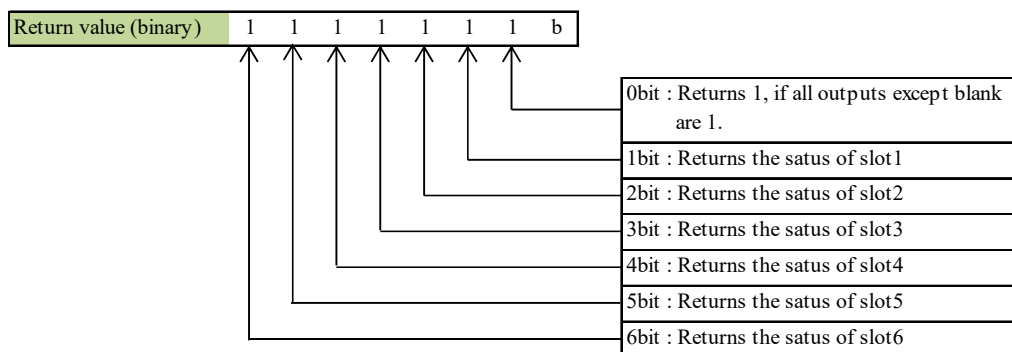 Return value (binary) 1 1 1 1 1 1 1 b
0bit : Returns 1, if all outputs except blank
are 1.
1bit : Returns the satus of slot1
2bit : Returns the satus of slot2
3bit : Returns the satus of slot3
4bit : Returns the satus of slot4
5bit : Returns the satus of slot5
6bit : Returns the satus of slot6